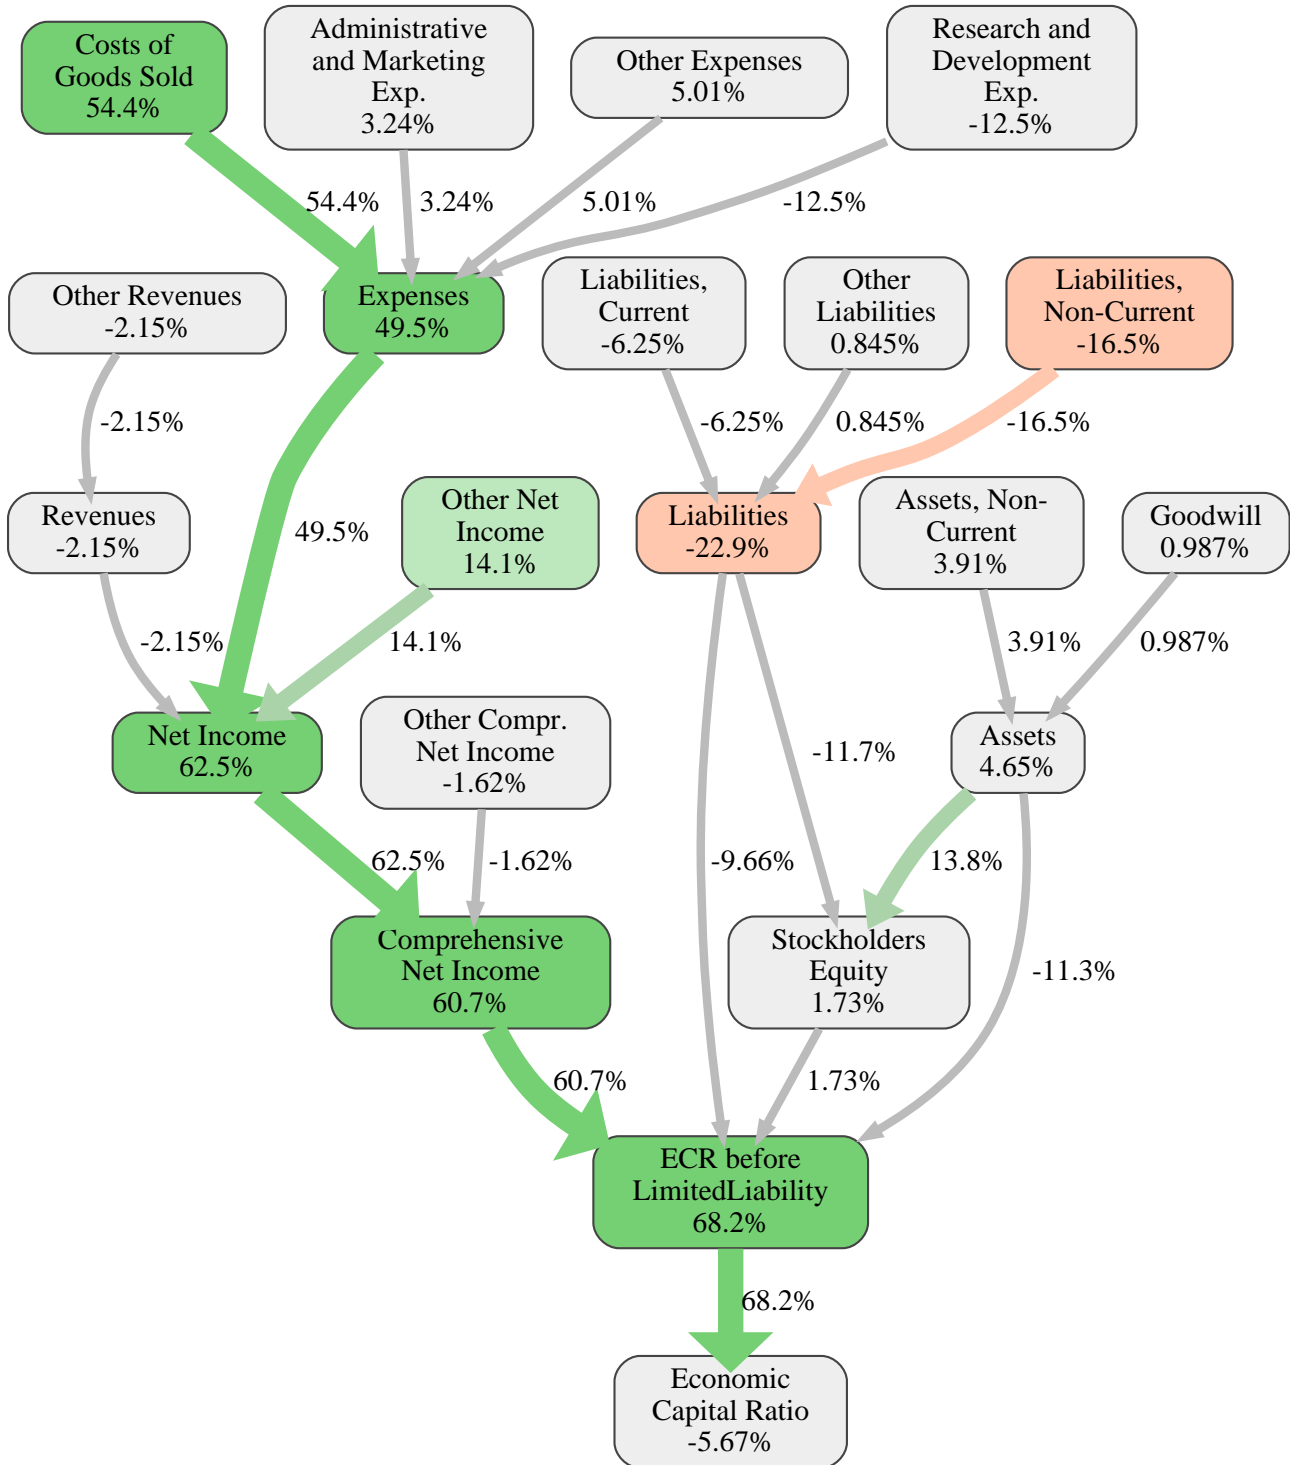 Costs of
Goods Sold
54.4%
Administrative
and Marketing
Exp.
3.24%
Other Expenses
5.01%
Research and
Development
Exp.
-12.5%
54.4%
3.24%
5.01%
-12.5%
Other Revenues
-2.15%
Expenses
49.5%
Liabilities,
Current
-6.25%
Other
Liabilities
0.845%
Liabilities,
Non-Current
-16.5%
-2.15%
-6.25%
0.845%
-16.5%
Revenues
-2.15%
49.5%
Other Net
Income
14.1%
Liabilities
-22.9%
Assets, Non-
Current
3.91%
Goodwill
0.987%
-2.15%
14.1%
3.91%
0.987%
Net Income
62.5%
Other Compr.
Net Income
-1.62%
-11.7%
Assets
4.65%
62.5%
-1.62%
-9.66%
13.8%
Comprehensive
Net Income
60.7%
Stockholders
Equity
1.73%
-11.3%
60.7%
1.73%
ECR before
LimitedLiability
68.2%
68.2%
Economic
Capital Ratio
-5.67%